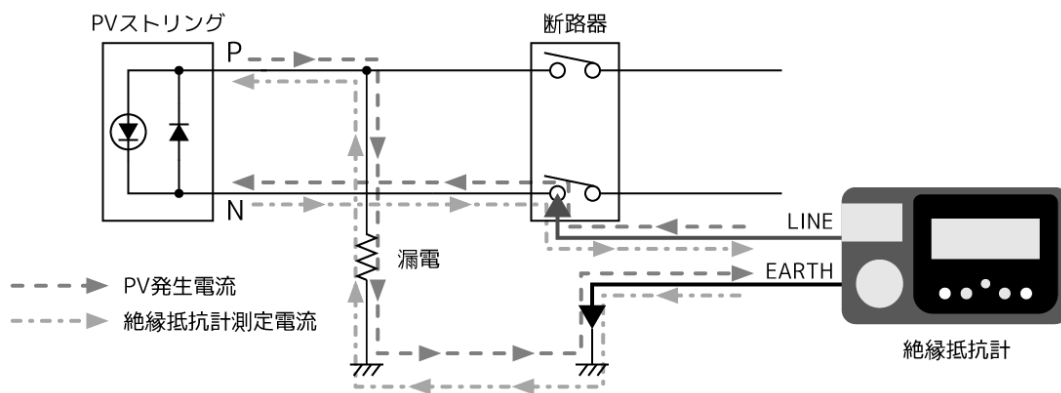 PVストリング
断路器
P
N
LINE
漏電
EARTH
PV発生電流
絶縁抵抗計測定電流
絶縁抵抗計